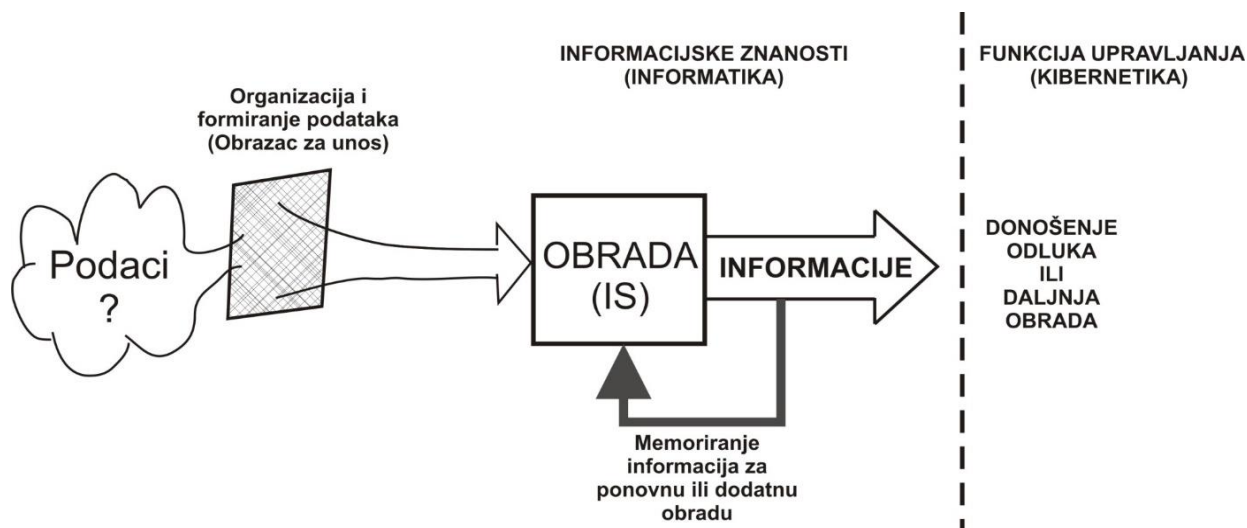 INFORMACIJSKE ZNANOSTI
(INFORMATIKA)
FUNKCIJA UPRAVLJANJA
(KIBERNETIKA)
Organizacija i
formiranje podataka
(Obrazac za unos)
Podaci
?
OBRADA
(IS)
INFORMACIJE
DONOŠENJE
ODLUKA
ILI
DALJNJA
OBRADA
Memoriranje
informacija za
ponovnu ili dodatnu
obradu